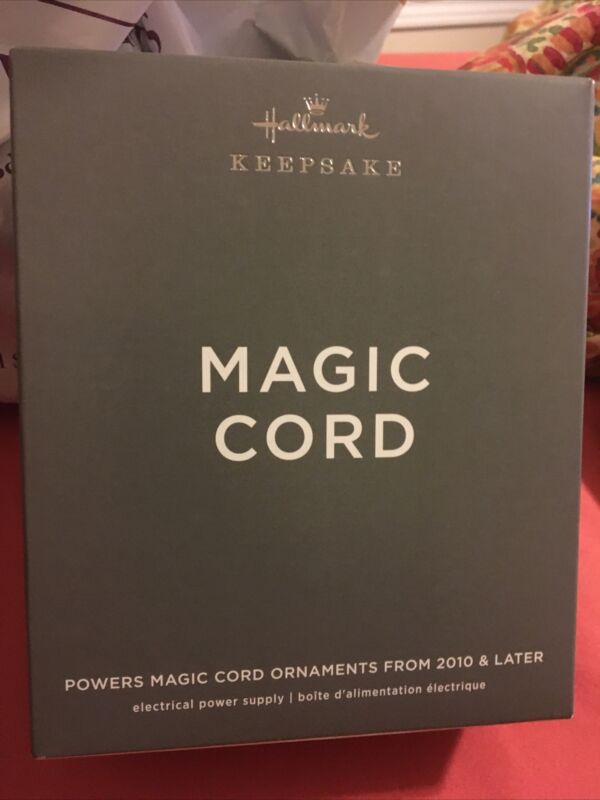 Hallmark
KEEPSAKE
MAGIC
CORD
POWERS MAGIC CORD ORNAMENTS FROM 2010 & LATER
electrical power supply | boîte d'alimentation électrique